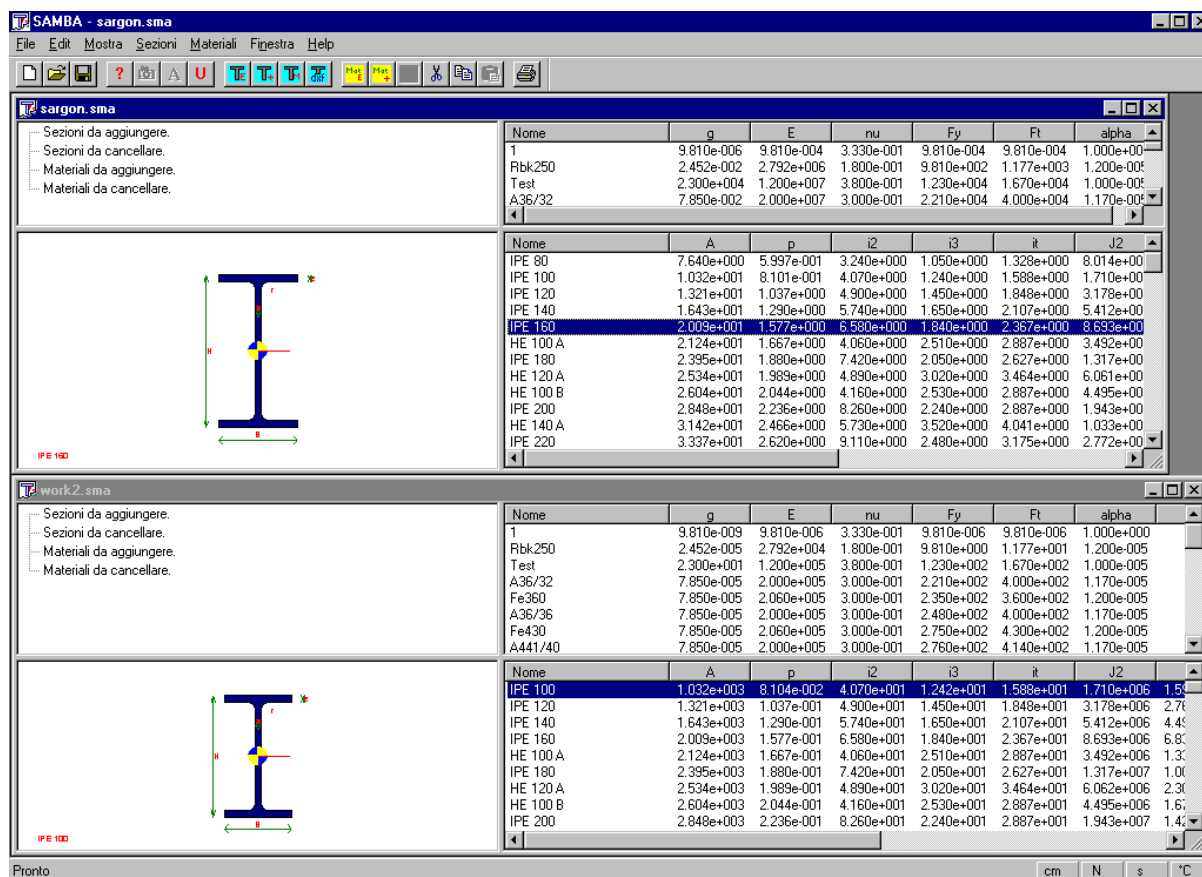 SAMBA - sargon.sma
File Edit Mostra Sezioni Materiali Finestra Help
? A U E + M dxf Mat E Mat +
sargon.sma
Sezioni da aggiungere.
Sezioni da cancellare.
Materiali da aggiungere.
Materiali da cancellare.
Nome g E nu Fy Ft alpha
1 9.810e-006 9.810e-004 3.330e-001 9.810e-004 9.810e-004 1.000e+00
Rbk250 2.452e-002 2.792e+006 1.800e-001 9.810e+002 1.177e+003 1.200e-005
Test 2.300e+004 1.200e+007 3.800e-001 1.230e+004 1.670e+004 1.000e-005
A36/32 7.850e-002 2.000e+007 3.000e-001 2.210e+004 4.000e+004 1.170e-005
r
H
B
IPE 160
Nome A p i2 i3 it J2
IPE 80 7.640e+000 5.997e-001 3.240e+000 1.050e+000 1.328e+000 8.014e+00
IPE 100 1.032e+001 8.101e-001 4.070e+000 1.240e+000 1.588e+000 1.710e+00
IPE 120 1.321e+001 1.037e+000 4.900e+000 1.450e+000 1.848e+000 3.178e+00
IPE 140 1.643e+001 1.290e+000 5.740e+000 1.650e+000 2.107e+000 5.412e+00
IPE 160 2.009e+001 1.577e+000 6.580e+000 1.840e+000 2.367e+000 8.693e+00
HE 100 A 2.124e+001 1.667e+000 4.060e+000 2.510e+000 2.887e+000 3.492e+00
IPE 180 2.395e+001 1.880e+000 7.420e+000 2.050e+000 2.627e+000 1.317e+00
HE 120 A 2.534e+001 1.989e+000 4.890e+000 3.020e+000 3.464e+000 6.061e+00
HE 100 B 2.604e+001 2.044e+000 4.160e+000 2.530e+000 2.887e+000 4.495e+00
IPE 200 2.848e+001 2.236e+000 8.260e+000 2.240e+000 2.887e+000 1.943e+00
HE 140 A 3.142e+001 2.466e+000 5.730e+000 3.520e+000 4.041e+000 1.033e+00
IPE 220 3.337e+001 2.620e+000 9.110e+000 2.480e+000 3.175e+000 2.772e+00
work2.sma
Sezioni da aggiungere.
Sezioni da cancellare.
Materiali da aggiungere.
Materiali da cancellare.
Nome g E nu Fy Ft alpha
1 9.810e-009 9.810e-006 3.330e-001 9.810e-006 9.810e-006 1.000e+000
Rbk250 2.452e-005 2.792e+004 1.800e-001 9.810e+000 1.177e+001 1.200e-005
Test 2.300e+001 1.200e+005 3.800e-001 1.230e+002 1.670e+002 1.000e-005
A36/32 7.850e-005 2.000e+005 3.000e-001 2.210e+002 4.000e+002 1.170e-005
Fe360 7.850e-005 2.060e+005 3.000e-001 2.350e+002 3.600e+002 1.200e-005
A36/36 7.850e-005 2.000e+005 3.000e-001 2.480e+002 4.000e+002 1.170e-005
Fe430 7.850e-005 2.060e+005 3.000e-001 2.750e+002 4.300e+002 1.200e-005
A441/40 7.850e-005 2.000e+005 3.000e-001 2.760e+002 4.140e+002 1.170e-005
r
H
B
IPE 100
Nome A p i2 i3 it J2
IPE 100 1.032e+003 8.104e-002 4.070e+001 1.242e+001 1.588e+001 1.710e+006 1.59
IPE 120 1.321e+003 1.037e-001 4.900e+001 1.450e+001 1.848e+001 3.178e+006 2.76
IPE 140 1.643e+003 1.290e-001 5.740e+001 1.650e+001 2.107e+001 5.412e+006 4.49
IPE 160 2.009e+003 1.577e-001 6.580e+001 1.840e+001 2.367e+001 8.693e+006 6.83
HE 100 A 2.124e+003 1.667e-001 4.060e+001 2.510e+001 2.887e+001 3.492e+006 1.33
IPE 180 2.395e+003 1.880e-001 7.420e+001 2.050e+001 2.627e+001 1.317e+007 1.00
HE 120 A 2.534e+003 1.989e-001 4.890e+001 3.020e+001 3.464e+001 6.062e+006 2.30
HE 100 B 2.604e+003 2.044e-001 4.160e+001 2.530e+001 2.887e+001 4.495e+006 1.67
IPE 200 2.848e+003 2.236e-001 8.260e+001 2.240e+001 2.887e+001 1.943e+007 1.42
Pronto cm N s °C